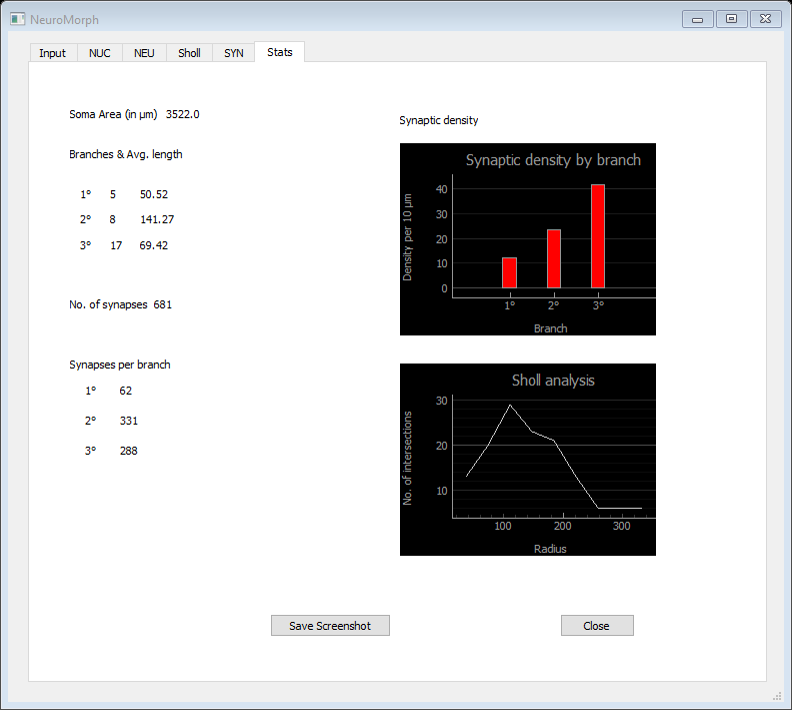 NeuroMorph
Input NUC NEU Sholl SYN Stats
Soma Area (in µm) 3522.0
Branches & Avg. length
1° 5 50.52
2° 8 141.27
3° 17 69.42
No. of synapses 681
Synapses per branch
1° 62
2° 331
3° 288
Synaptic density
Synaptic density by branch
Density per 10 µm
40
30
20
10
0
1° 2° 3°
Branch
Sholl analysis
No. of intersections
30
20
10
100 200 300
Radius
Save Screenshot Close